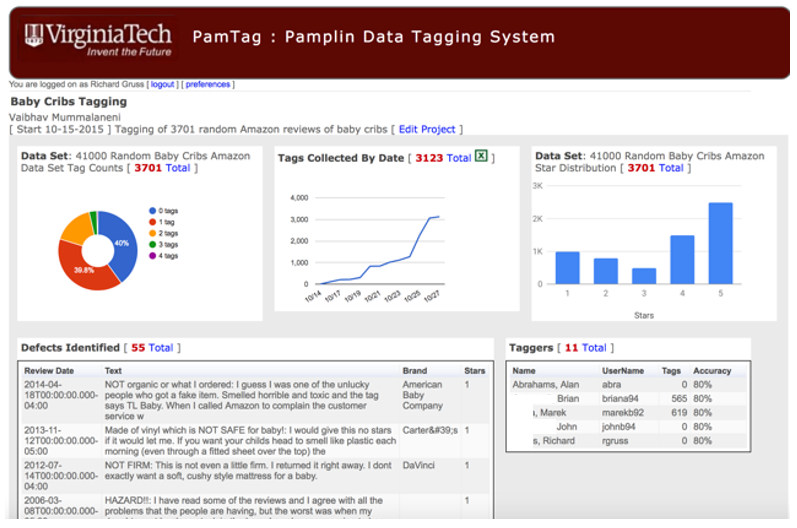 VirginiaTech
Invent the Future
PamTag : Pamplin Data Tagging System
You are logged on as Richard Gruss [ logout ] [ preferences ]
Baby Cribs Tagging
Vaibhav Mummalaneni
[ Start 10-15-2015 ] Tagging of 3701 random Amazon reviews of baby cribs [ Edit Project ]
Data Set: 41000 Random Baby Cribs Amazon
Data Set Tag Counts [ 3701 Total ]
0 tags
1 tag
2 tags
3 tags
4 tags
40%
39.8%
Tags Collected By Date [ 3123 Total X ]
4,000
3,000
2,000
1,000
0
10/14 10/17 10/19 10/21 10/23 10/25 10/27
Data Set: 41000 Random Baby Cribs Amazon
Star Distribution [ 3701 Total ]
3K
2K
1K
0
1 2 3 4 5
Stars
Defects Identified [ 55 Total ]
Review Date Text Brand Stars
2014-04- NOT organic or what I ordered: I guess I was one of the unlucky American 1
18T00:00:00.000- people who got a fake item. Smelled horrible and toxic and the tag Baby
04:00 says TL Baby. When I called Amazon to complain the customer Company
service w
2013-11- Made of vinyl which is NOT SAFE for baby!: I would give this no stars Carter&#39;s 1
12T00:00:00.000- if it would let me. If you want your childs head to smell like plastic each
05:00 morning (even through a fitted sheet over top) the
2012-07- NOT FIRM: This is not even a little firm. I returned it right away. I dont DaVinci 1
14T00:00:00.000- exactly want a soft, cushy style mattress for a baby.
04:00
2006-03- HAZARD!!: I have read some of the reviews and I agree with all the 1
08T00:00:00.000- problems that the people are having, but the worst was when my
Taggers [ 11 Total ]
Name UserName Tags Accuracy
Abrahams, Alan abra 0 80%
Brian briana94 565 80%
, Marek marekb92 619 80%
John johnb94 0 80%
s, Richard rgruss 0 80%